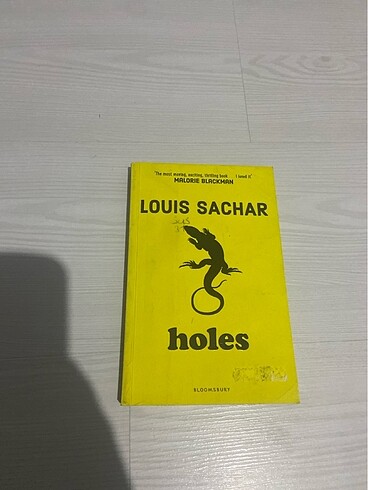 'The most moving, exciting, thrilling book . . . I loved it'
MALORIE BLACKMAN
LOUIS SACHAR
holes
BLOOMSBURY